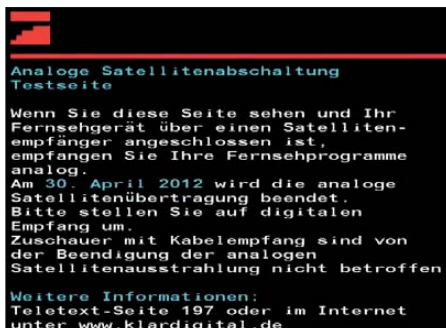 Analoge Satellitenabschaltung
Testseite
Wenn Sie diese Seite sehen und Ihr
Fernsehgerät über einen Satelliten-
empfänger angeschlossen ist,
empfangen Sie Ihre Fernsehprogramme
analog.
Am 30. April 2012 wird die analoge
Satellitenübertragung beendet.
Bitte stellen Sie auf digitalen
Empfang um.
Zuschauer mit Kabelempfang sind von
der Beendigung der analogen
Satellitenausstrahlung nicht betroffen
Weitere Informationen:
Teletext-Seite 197 oder im Internet
unter www.klardigital.de